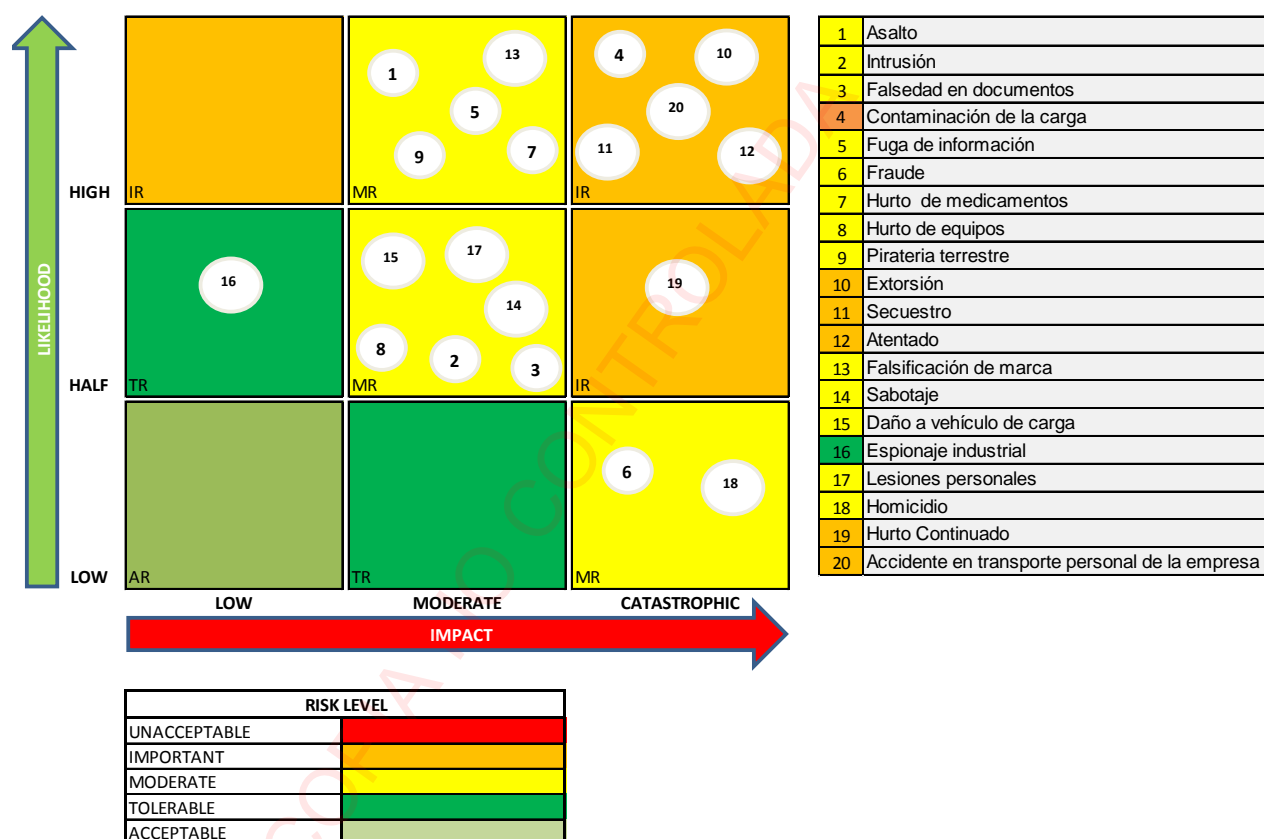 1 Asalto
2 Intrusión
3 Falsedad en documentos
4 Contaminación de la carga
5 Fuga de información
6 Fraude
7 Hurto de medicamentos
8 Hurto de equipos
9 Pirateria terrestre
10 Extorsión
11 Secuestro
12 Atentado
13 Falsificación de marca
14 Sabotaje
15 Daño a vehículo de carga
16 Espionaje industrial
17 Lesiones personales
18 Homicidio
19 Hurto Continuado
20 Accidente en transporte personal de la empresa
LIKELIHOOD
13
4
10
1
20
5
11
12
9
7
HIGH
IR
MR
IR
17
15
16
19
14
8
2
3
HALF
TR
MR
IR
6
18
LOW
AR
TR
MR
LOW MODERATE CATASTROPHIC
IMPACT
RISK LEVEL
UNACCEPTABLE
IMPORTANT
MODERATE
TOLERABLE
ACCEPTABLE
COPIA NO CONTROLADA